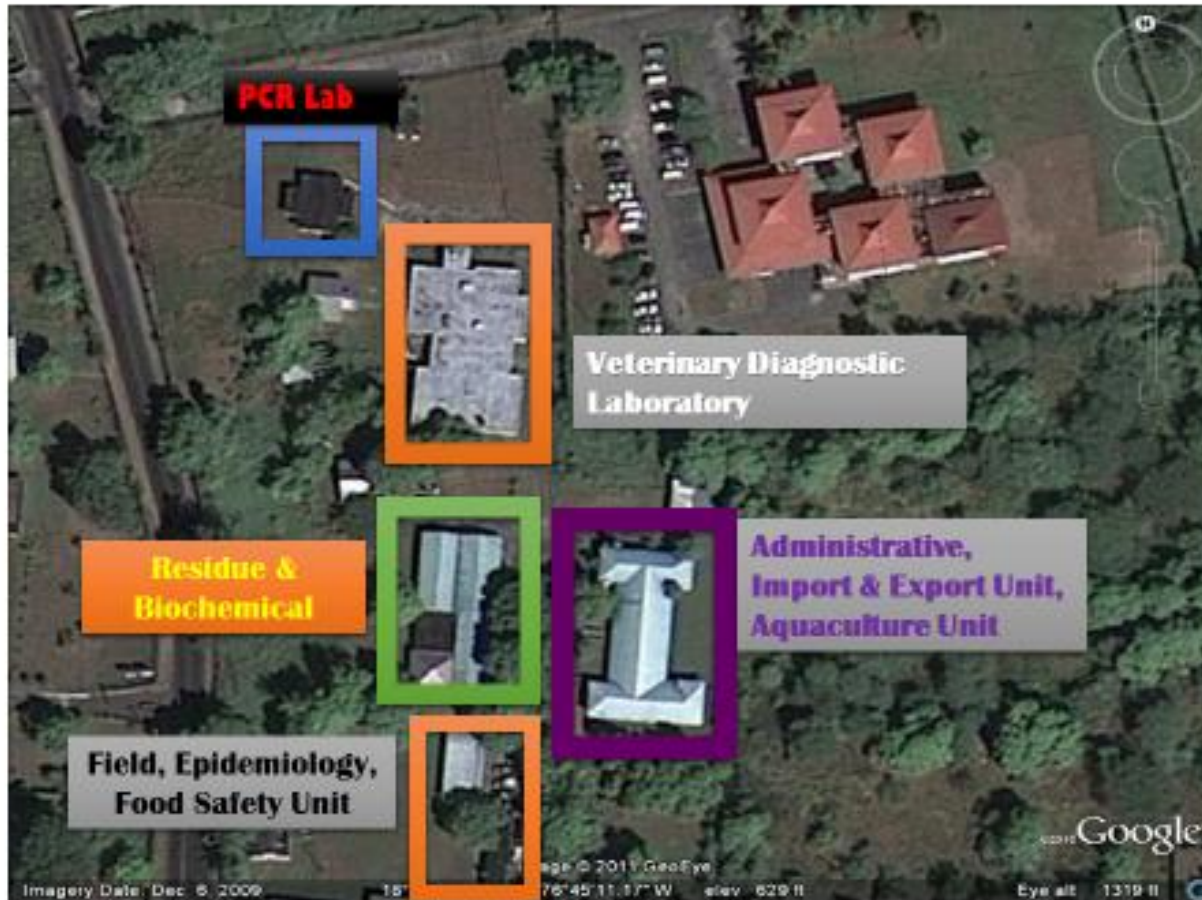 N
PCR Lab
Veterinary Diagnostic
Laboratory
Residue &
Biochemical
Administrative,
Import & Export Unit,
Aquaculture Unit
Field, Epidemiology,
Food Safety Unit
Google
© 2011 GeoEye
Imagery Date: Dec 6, 2009 76°45'11.17" W elev 629 ft Eye alt 1319 ft